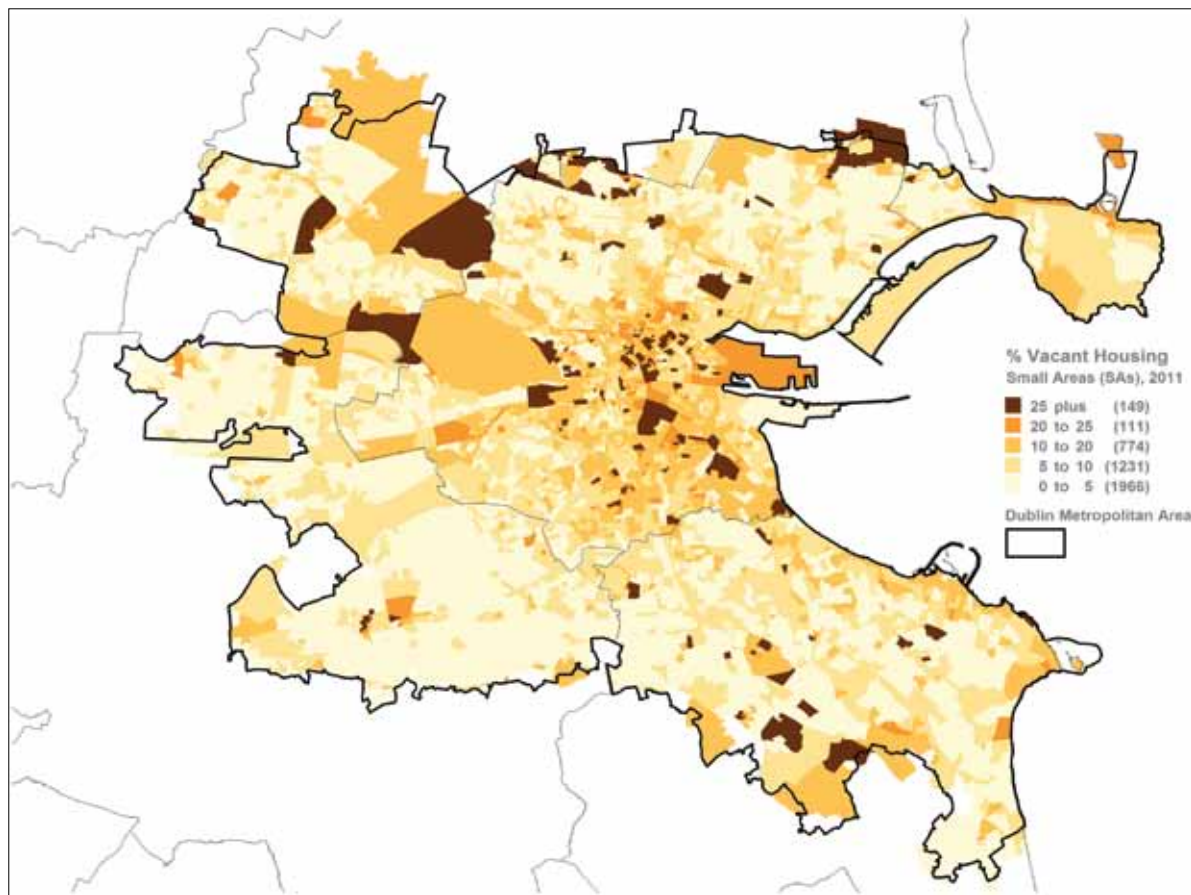 % Vacant Housing
Small Areas (SAs), 2011
25 plus (149)
20 to 25 (111)
10 to 20 (774)
5 to 10 (1231)
0 to 5 (1966)
Dublin Metropolitan Area